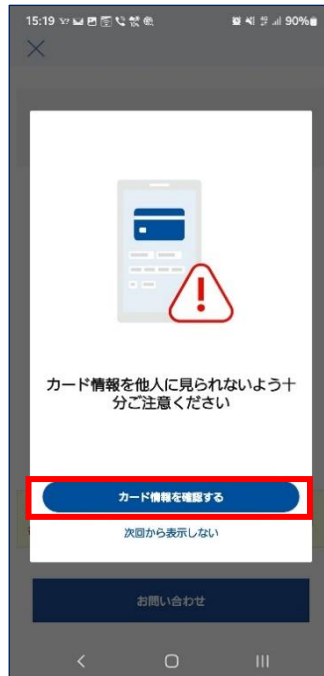 15:19
90%
カード情報を他人に見られないよう十
分ご注意ください
カード情報を確認する
次回から表示しない
お問い合わせ